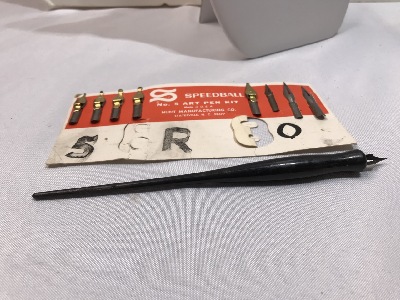 SPEEDBALL
No. 5 ART PEN KIT
HUNT MANUFACTURING CO.
5 R O